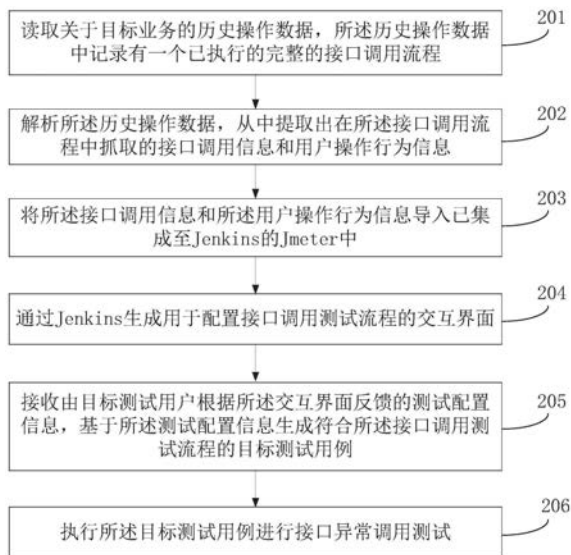 读取关于目标业务的历史操作数据，所述历史操作数据
中记录有一个已执行的完整的接口调用流程
201
解析所述历史操作数据，从中提取出在所述接口调用流
程中抓取的接口调用信息和用户操作行为信息
202
将所述接口调用信息和所述用户操作行为信息导入已集
成至Jenkins的Jmeter中
203
通过Jenkins生成用于配置接口调用测试流程的交互界面
204
接收由目标测试用户根据所述交互界面反馈的测试配置
信息，基于所述测试配置信息生成符合所述接口调用测
试流程的目标测试用例
205
执行所述目标测试用例进行接口异常调用测试
206